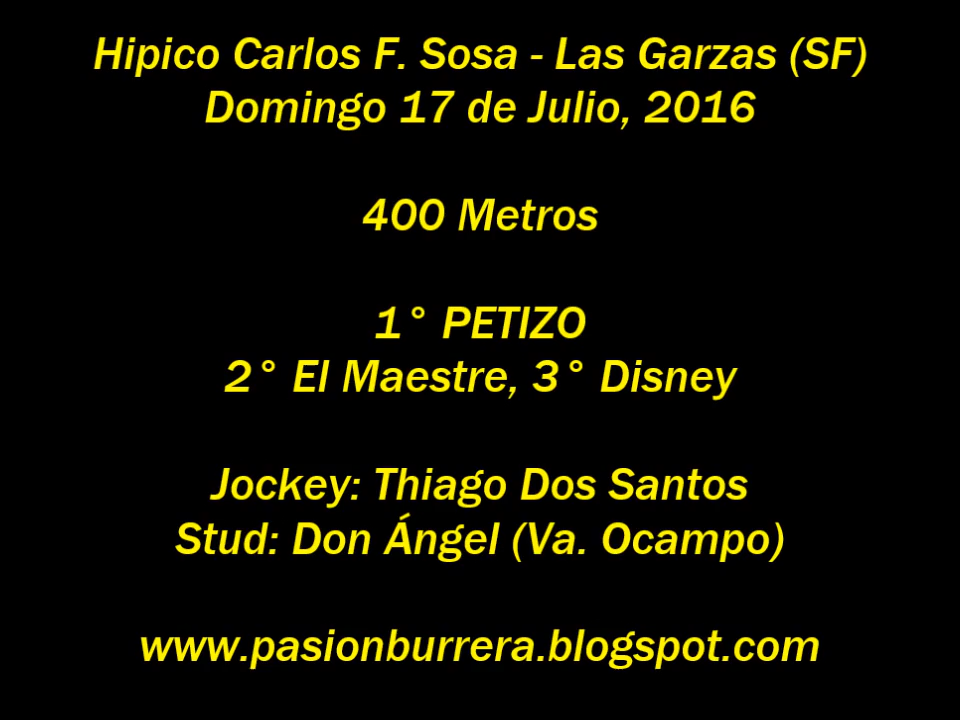 Hipico Carlos F. Sosa - Las Garzas (SF)
Domingo 17 de Julio, 2016
400 Metros
1° PETIZO
2° El Maestre, 3° Disney
Jockey: Thiago Dos Santos
Stud: Don Ángel (Va. Ocampo)
www.pasionburrera.blogspot.com